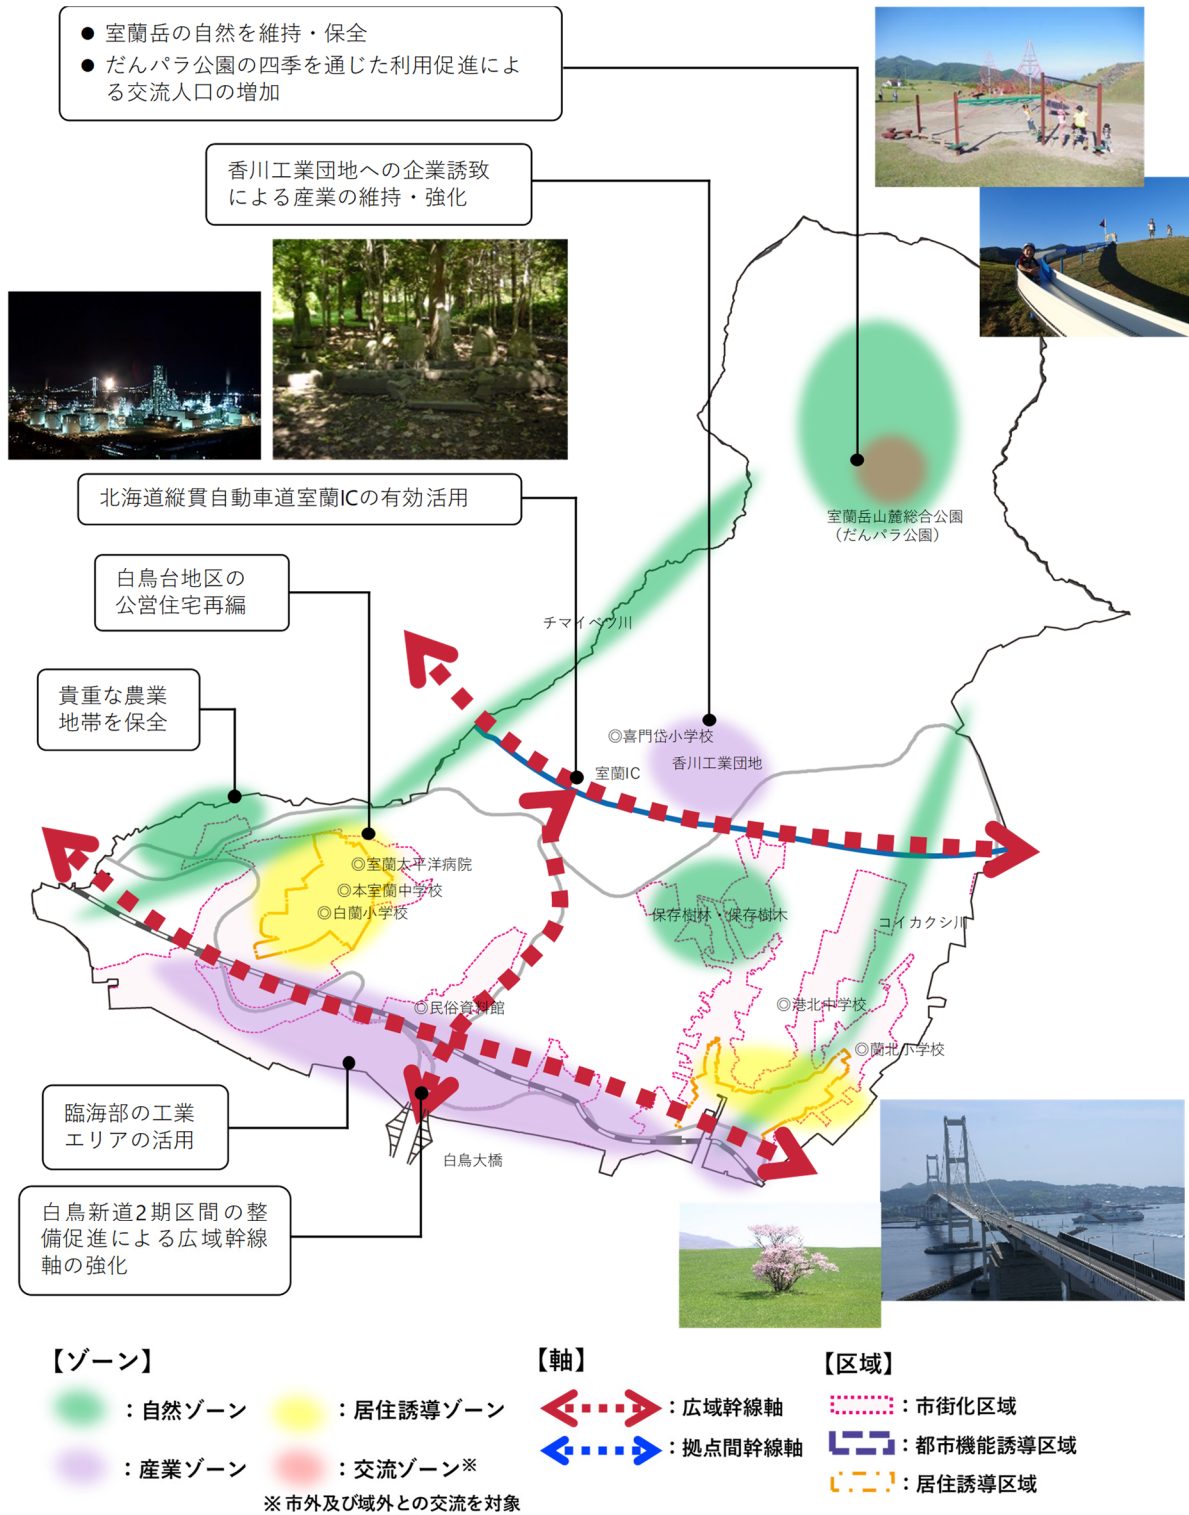 ● 室蘭岳の自然を維持・保全
● だんパラ公園の四季を通じた利用促進によ
る交流人口の増加
香川工業団地への企業誘致
による産業の維持・強化
北海道縦貫自動車道室蘭ICの有効活用
室蘭岳山麓総合公園
（だんパラ公園）
白鳥台地区の
公営住宅再編
チマイベツ川
貴重な農業
地帯を保全
◎喜門岱小学校
香川工業団地
室蘭IC
◎室蘭太平洋病院
◎本室蘭中学校
◎白蘭小学校
保存樹林・保存樹木
コイカクシ川
◎民俗資料館
◎港北中学校
◎蘭北小学校
臨海部の工業
エリアの活用
白鳥大橋
白鳥新道2期区間の整
備促進による広域幹線
軸の強化
【ゾーン】
：自然ゾーン
：居住誘導ゾーン
：産業ゾーン
：交流ゾーン※
※市外及び域外との交流を対象
【軸】
：広域幹線軸
：拠点間幹線軸
【区域】
：市街化区域
：都市機能誘導区域
：居住誘導区域